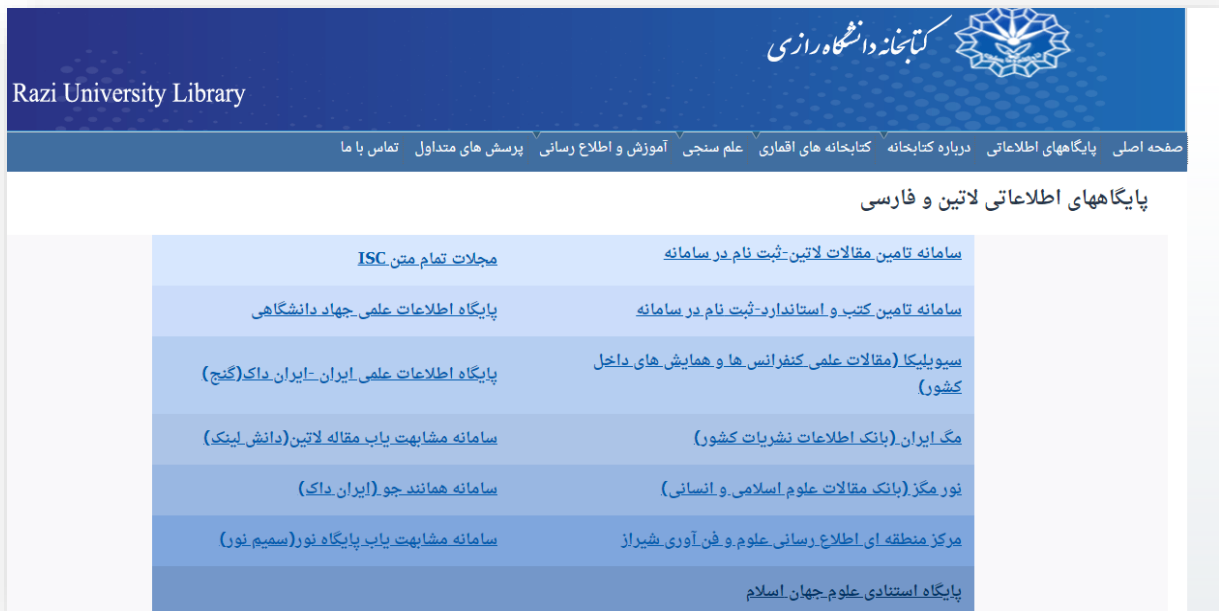 کتابخانه دانشگاه رازی
Razi University Library
صفحه اصلی پایگاههای اطلاعاتی درباره کتابخانه کتابخانه های اقماری علم سنجی آموزش و اطلاع رسانی پرسش های متداول تماس با ما
پایگاههای اطلاعاتی لاتین و فارسی
سامانه تامین مقالات لاتین-ثبت نام در سامانه
مجلات تمام متن ISC
سامانه تامین کتب و استاندارد-ثبت نام در سامانه
پایگاه اطلاعات علمی جهاد دانشگاهی
سیویلیکا (مقالات علمی کنفرانس ها و همایش های داخل
کشور)
پایگاه اطلاعات علمی ایران -ایران داک(گنج)
مگ ایران (بانک اطلاعات نشریات کشور)
سامانه مشابهت یاب مقاله لاتین(دانش لینک)
نور مگز (بانک مقالات علوم اسلامی و انسانی)
سامانه همانند جو (ایران داک)
مرکز منطقه ای اطلاع رسانی علوم و فن آوری شیراز
سامانه مشابهت یاب پایگاه نور(سمیم نور)
پایگاه استنادی علوم جهان اسلام